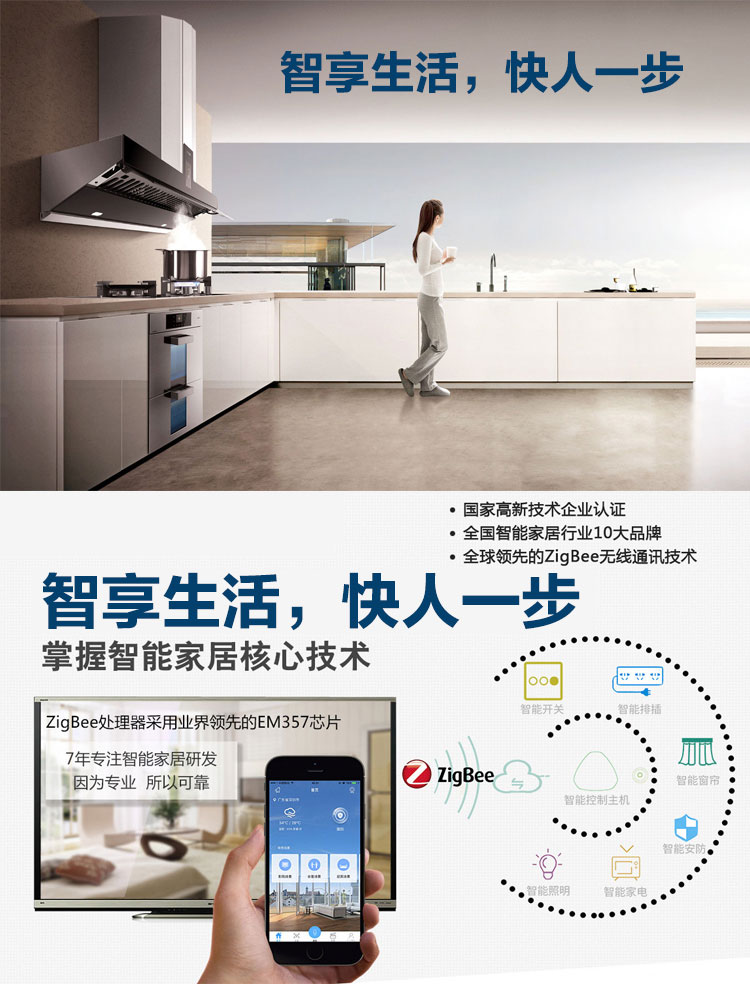 智享生活，快人一步
国家高新技术企业认证
全国智能家居行业10大品牌
全球领先的ZigBee无线通讯技术
智享生活，快人一步
掌握智能家居核心技术
ZigBee处理器采用业界领先的EM357芯片
7年专注智能家居研发
因为专业 所以可靠
首页
智能开关
智能排插
ZigBee
智能窗帘
智能控制主机
智能安防
智能照明
智能家电